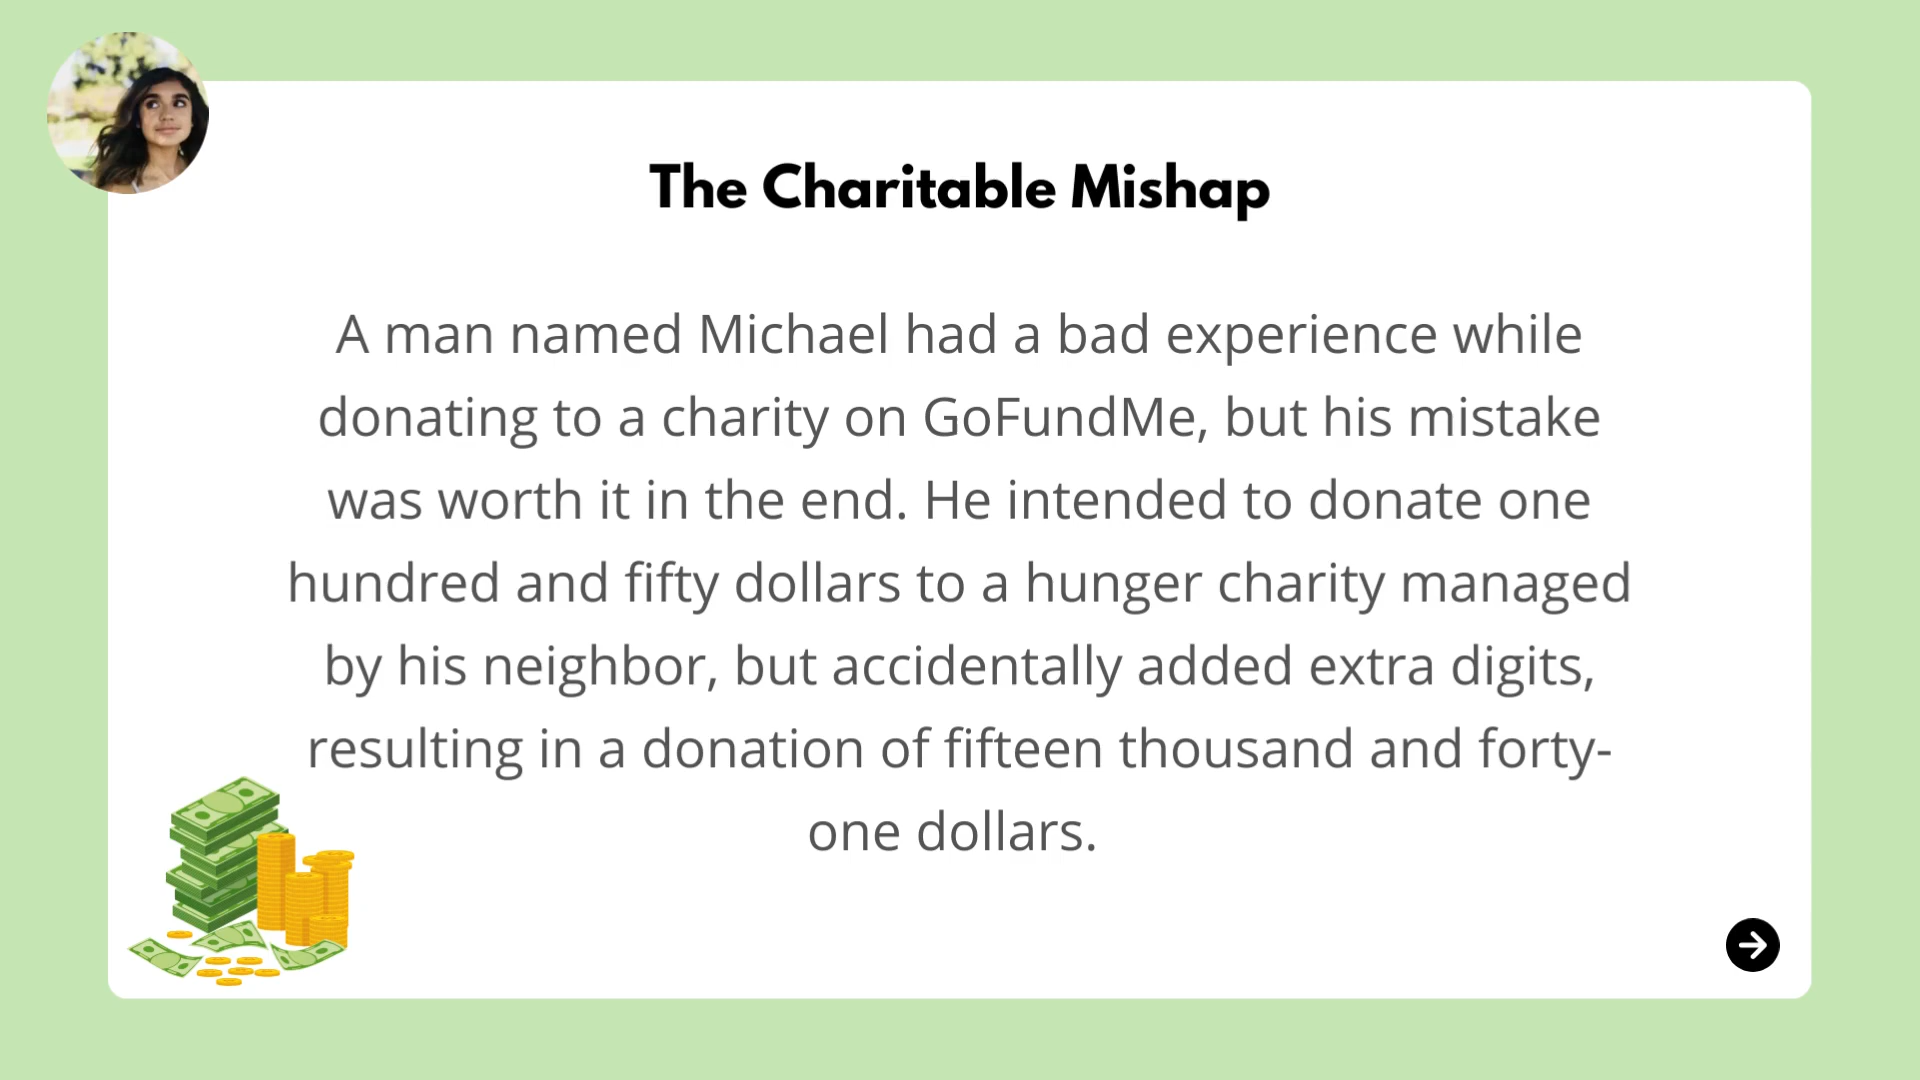 The Charitable Mishap
A man named Michael had a bad experience while
donating to a charity on GoFundMe, but his mistake
was worth it in the end. He intended to donate one
hundred and fifty dollars to a hunger charity managed
by his neighbor, but accidentally added extra digits,
resulting in a donation of fifteen thousand and forty-
one dollars.